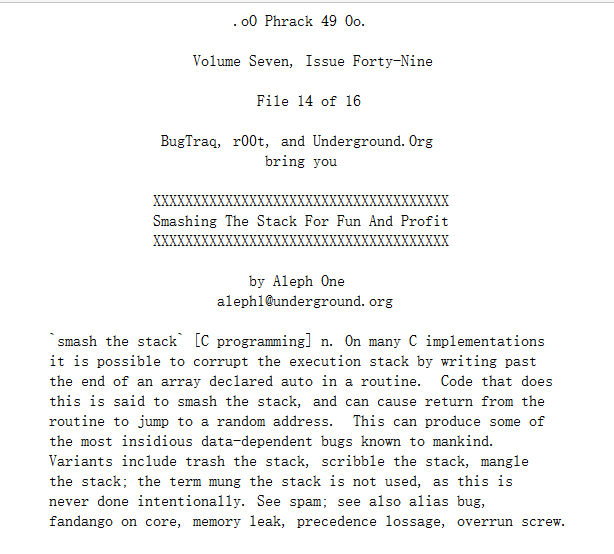 .oO Phrack 49 Oo.
Volume Seven, Issue Forty-Nine
File 14 of 16
BugTraq, r00t, and Underground.Org
bring you
XXXXXXXXXXXXXXXXXXXXXXXXXXXXXXXXXXXXX
Smashing The Stack For Fun And Profit
XXXXXXXXXXXXXXXXXXXXXXXXXXXXXXXXXXXXX
by Aleph One
aleph1@underground.org
`smash the stack` [C programming] n. On many C implementations
it is possible to corrupt the execution stack by writing past
the end of an array declared auto in a routine.  Code that does
this is said to smash the stack, and can cause return from the
routine to jump to a random address.  This can produce some of
the most insidious data-dependent bugs known to mankind.
Variants include trash the stack, scribble the stack, mangle
the stack; the term mung the stack is not used, as this is
never done intentionally. See spam; see also alias bug,
fandango on core, memory leak, precedence lossage, overrun screw.